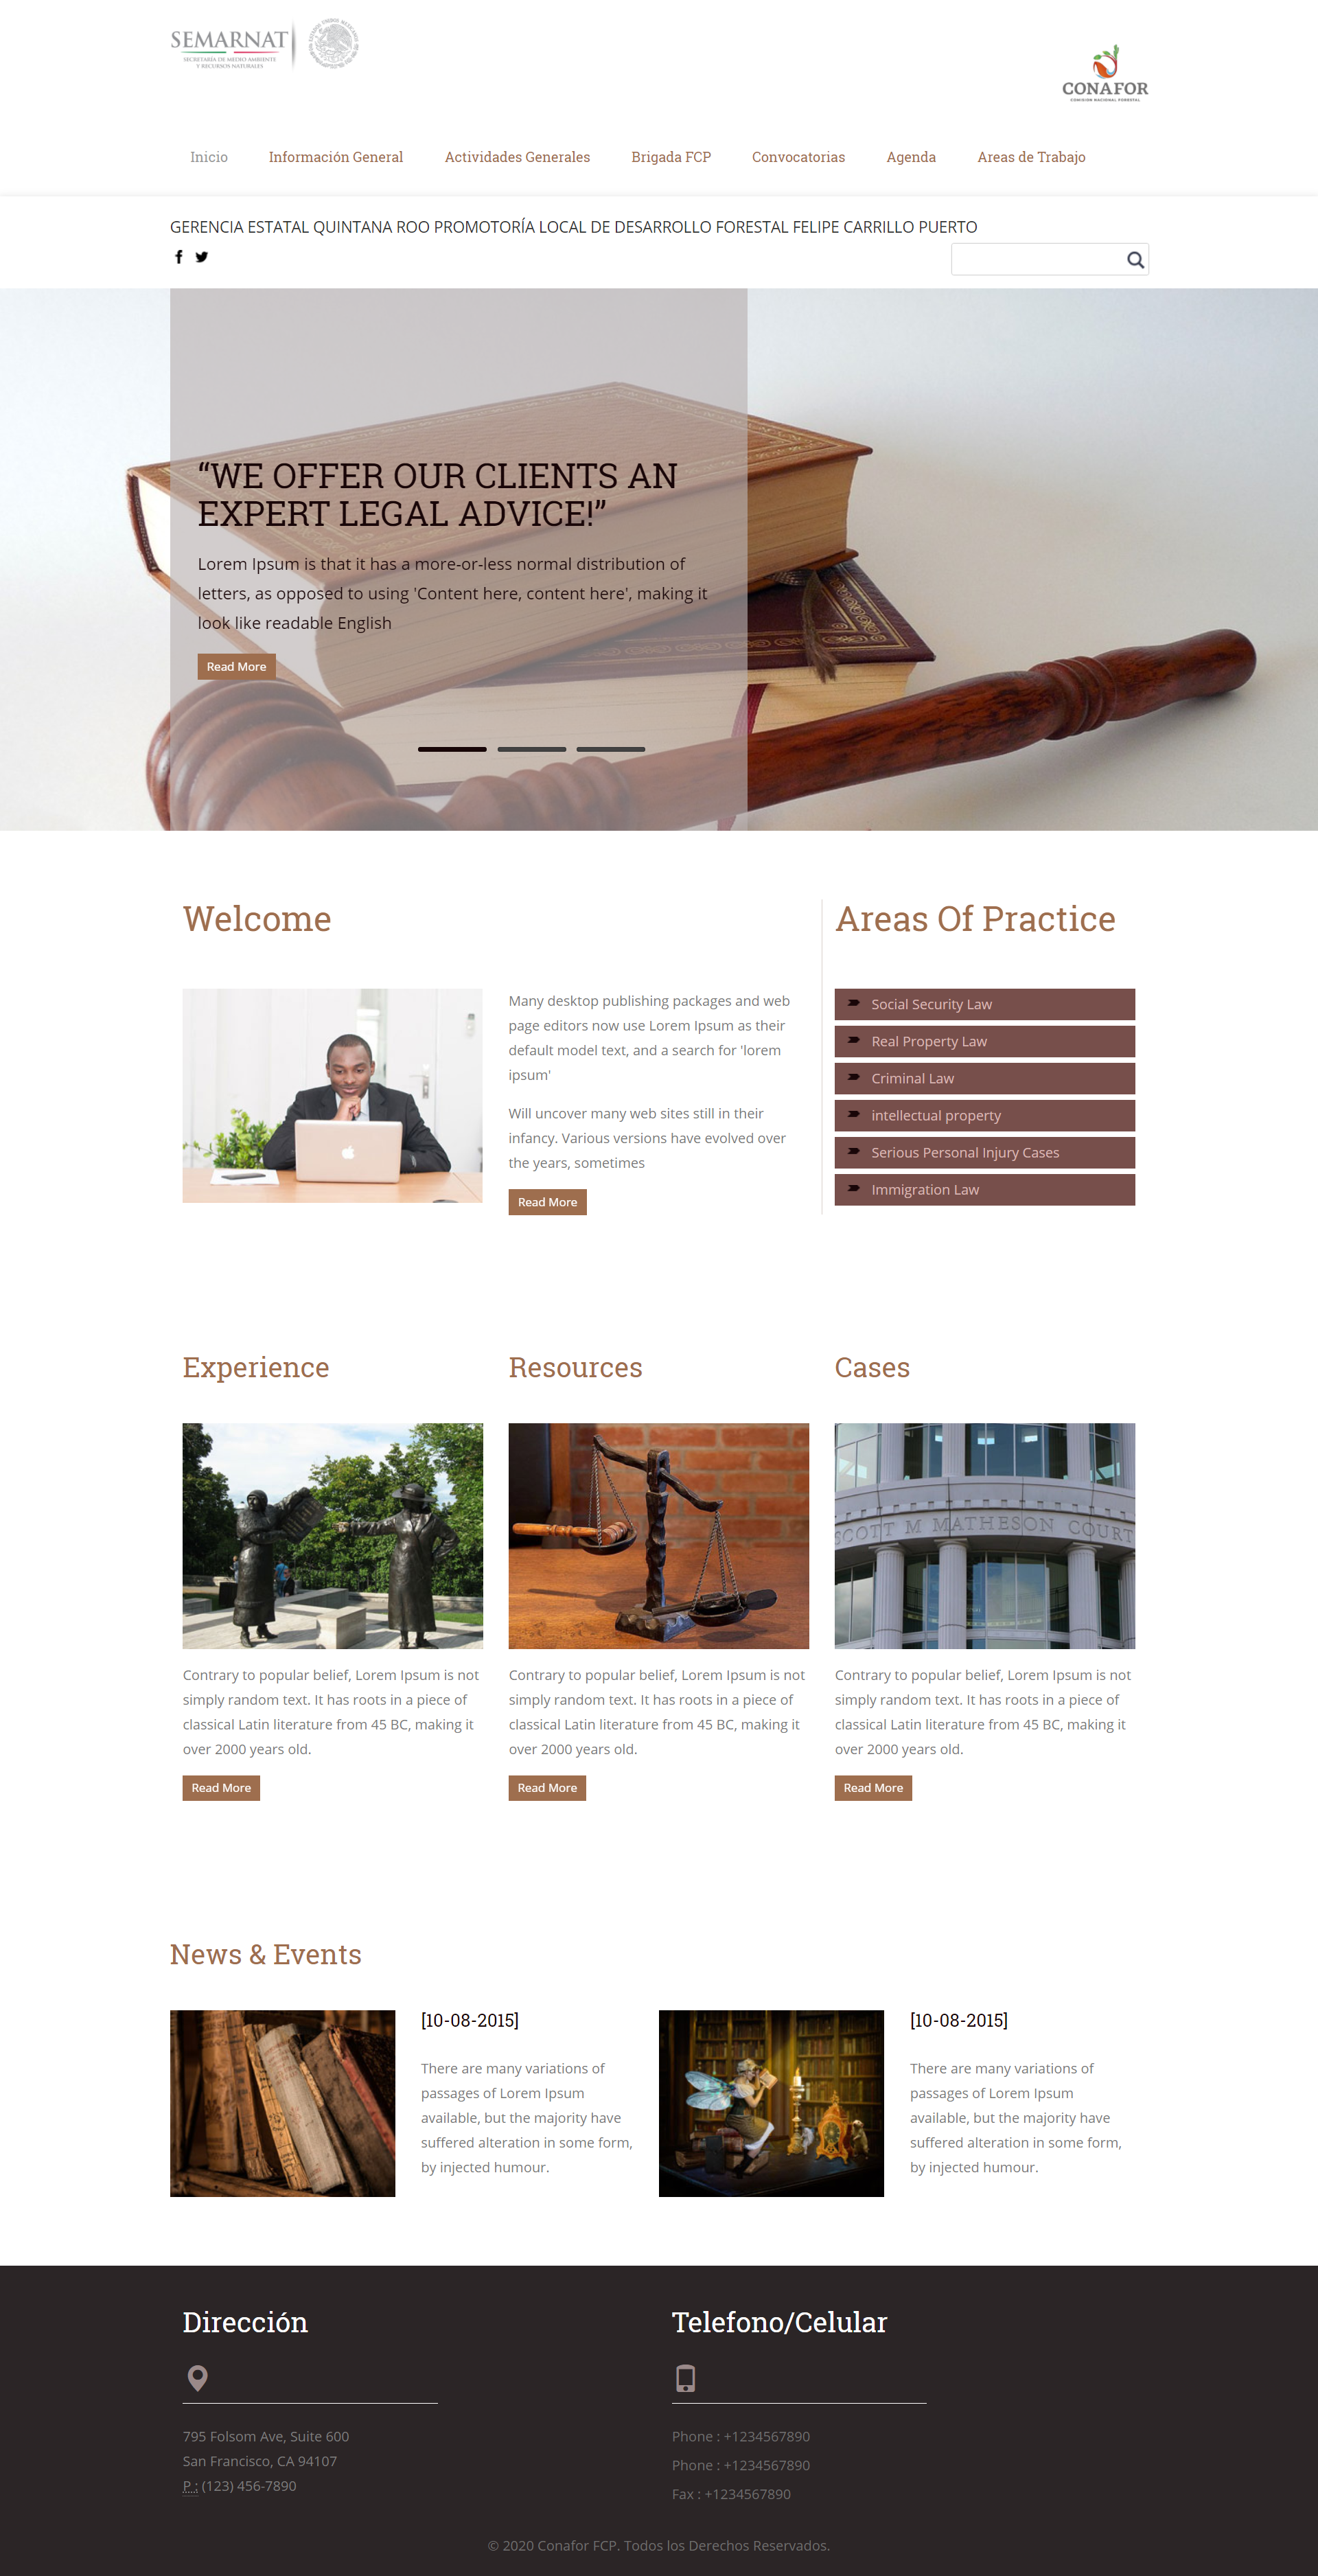 SEMARNAT
SECRETARÍA DE MEDIO AMBIENTE
Y RECURSOS NATURALES
ESTADOS UNIDOS MEXICANOS
CONAFOR
COMISION NACIONAL FORESTAL
Inicio Información General Actividades Generales Brigada FCP Convocatorias Agenda Areas de Trabajo
GERENCIA ESTATAL QUINTANA ROO PROMOTORÍA LOCAL DE DESARROLLO FORESTAL FELIPE CARRILLO PUERTO
“WE OFFER OUR CLIENTS AN
EXPERT LEGAL ADVICE!”
Lorem Ipsum is that it has a more-or-less normal distribution of
letters, as opposed to using 'Content here, content here', making it
look like readable English
Read More
Welcome
Many desktop publishing packages and web
page editors now use Lorem Ipsum as their
default model text, and a search for 'lorem
ipsum'
Will uncover many web sites still in their
infancy. Various versions have evolved over
the years, sometimes
Read More
Areas Of Practice
Social Security Law
Real Property Law
Criminal Law
intellectual property
Serious Personal Injury Cases
Immigration Law
Experience
Contrary to popular belief, Lorem Ipsum is not
simply random text. It has roots in a piece of
classical Latin literature from 45 BC, making it
over 2000 years old.
Read More
Resources
Contrary to popular belief, Lorem Ipsum is not
simply random text. It has roots in a piece of
classical Latin literature from 45 BC, making it
over 2000 years old.
Read More
Cases
SCOTT M MATHESON COURT
Contrary to popular belief, Lorem Ipsum is not
simply random text. It has roots in a piece of
classical Latin literature from 45 BC, making it
over 2000 years old.
Read More
News & Events
[10-08-2015]
There are many variations of
passages of Lorem Ipsum
available, but the majority have
suffered alteration in some form,
by injected humour.
[10-08-2015]
There are many variations of
passages of Lorem Ipsum
available, but the majority have
suffered alteration in some form,
by injected humour.
Dirección
795 Folsom Ave, Suite 600
San Francisco, CA 94107
P : (123) 456-7890
Telefono/Celular
Phone : +1234567890
Phone : +1234567890
Fax : +1234567890
© 2020 Conafor FCP. Todos los Derechos Reservados.